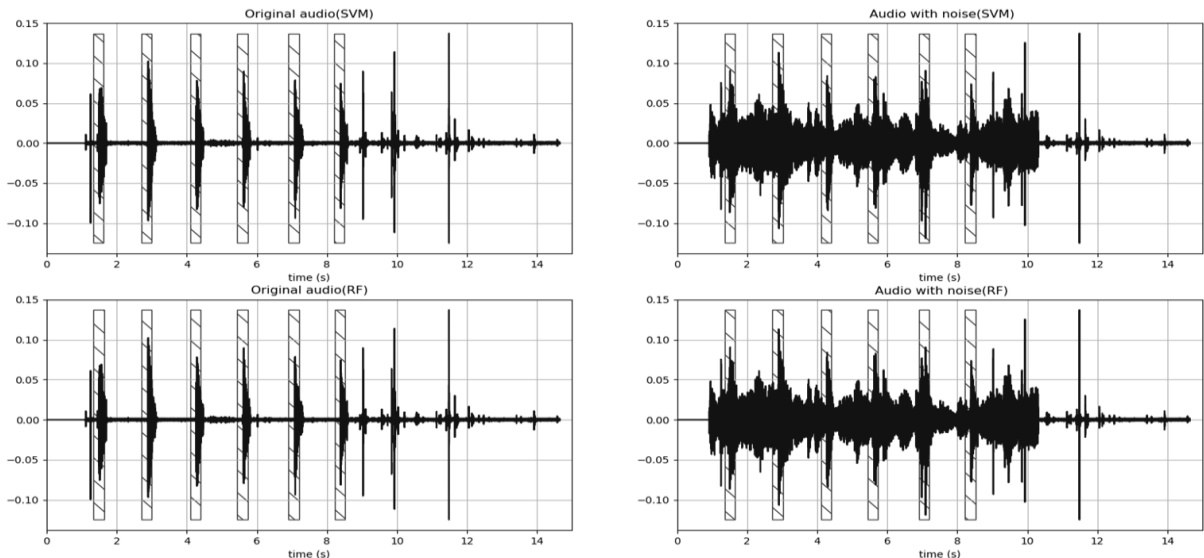 Original audio(SVM)
0.15
0.10
0.05
0.00
−0.05
−0.10
0 2 4 6 8 10 12 14
time (s)
Audio with noise(SVM)
0.15
0.10
0.05
0.00
−0.05
−0.10
0 2 4 6 8 10 12 14
time (s)
Original audio(RF)
0.15
0.10
0.05
0.00
−0.05
−0.10
0 2 4 6 8 10 12 14
time (s)
Audio with noise(RF)
0.15
0.10
0.05
0.00
−0.05
−0.10
0 2 4 6 8 10 12 14
time (s)